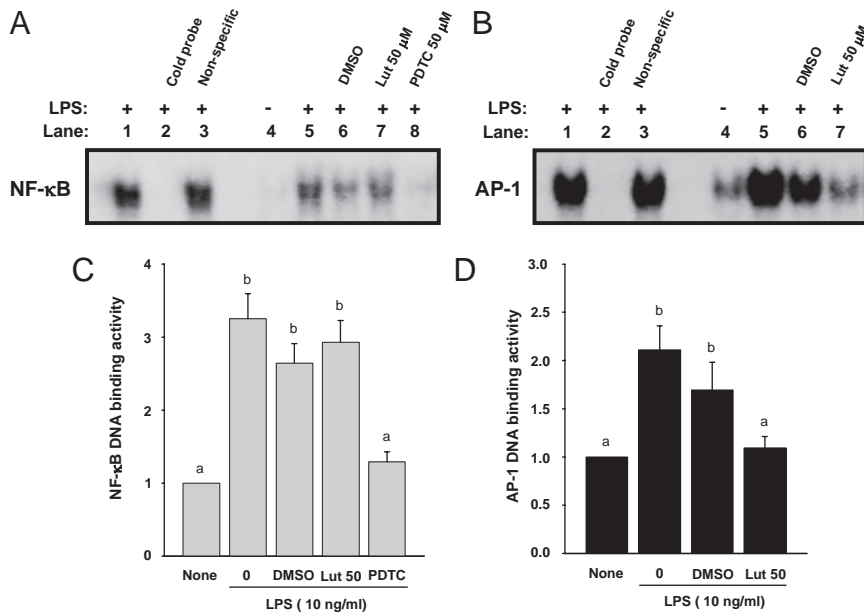 A
Cold probe
Non-specific
DMSO
Lut 50 µM
PDTC 50 µM
LPS: + + + - + + + +
Lane: 1 2 3 4 5 6 7 8
NF-κB
B
Cold probe
Non-specific
DMSO
Lut 50 µM
LPS: + + + - + + +
Lane: 1 2 3 4 5 6 7
AP-1
C
NF-κB DNA binding activity
4
3
2
1
0
a
b
b
b
a
None 0 DMSO Lut 50 PDTC
LPS ( 10 ng/ml)
D
AP-1 DNA binding activity
3.0
2.5
2.0
1.5
1.0
0.5
0.0
a
b
b
a
None 0 DMSO Lut 50
LPS ( 10 ng/ml)